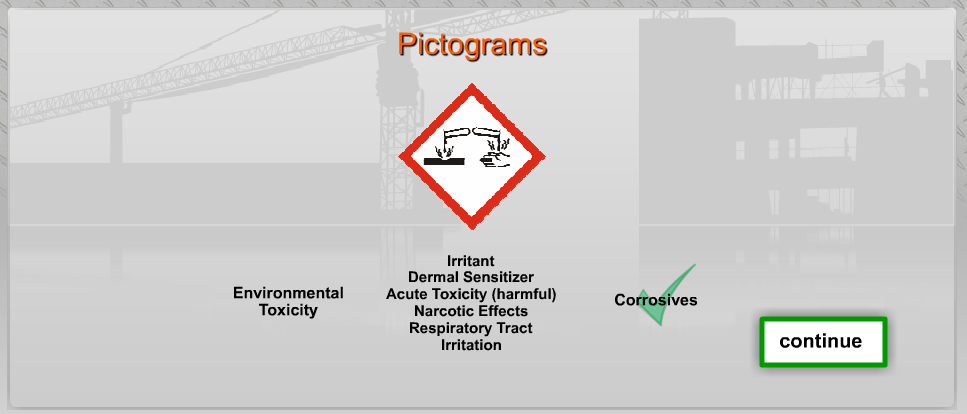 Pictograms
Environmental
Toxicity
Irritant
Dermal Sensitizer
Acute Toxicity (harmful)
Narcotic Effects
Respiratory Tract
Irritation
Corrosives
continue